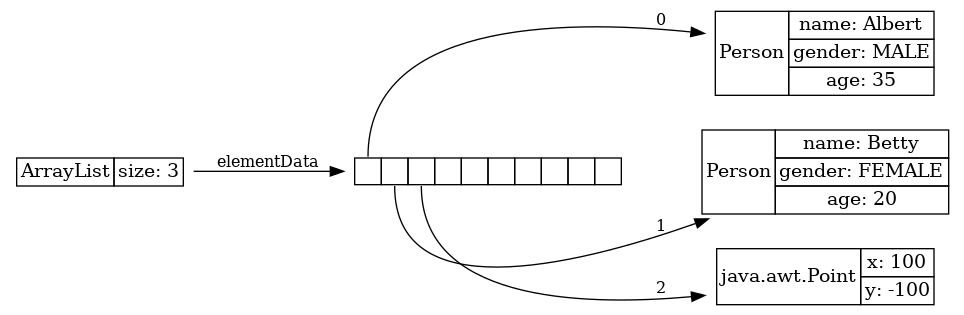 ArrayList
size: 3
elementData
0
Person
name: Albert
gender: MALE
age: 35
1
Person
name: Betty
gender: FEMALE
age: 20
2
java.awt.Point
x: 100
y: -100